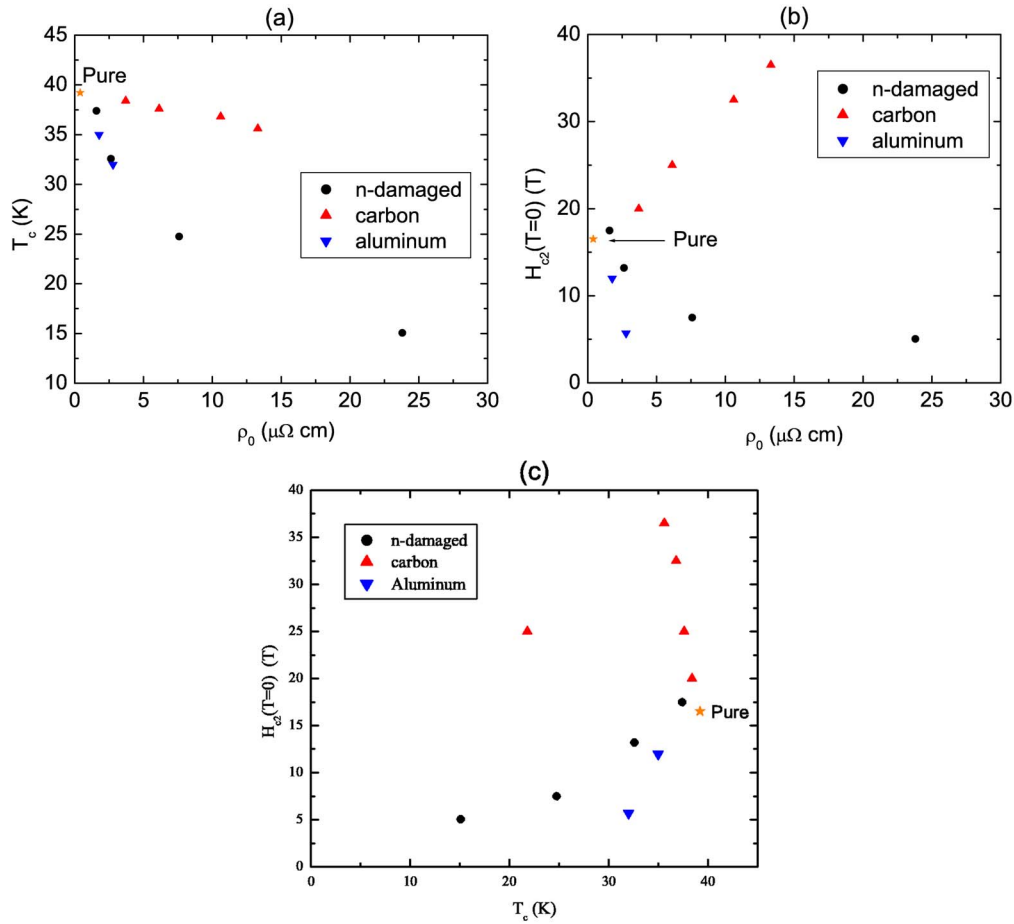 (a)
45
40
35
30
25
20
15
10
T_c (K)
Pure
n-damaged
carbon
aluminum
0 5 10 15 20 25 30
ρ₀ (μΩ cm)
(b)
40
30
20
10
0
H_c2(T=0) (T)
n-damaged
carbon
aluminum
Pure
0 5 10 15 20 25 30
ρ₀ (μΩ cm)
(c)
40
35
30
25
20
15
10
5
0
H_c2(T=0) (T)
n-damaged
carbon
Aluminum
Pure
0 10 20 30 40
T_c (K)